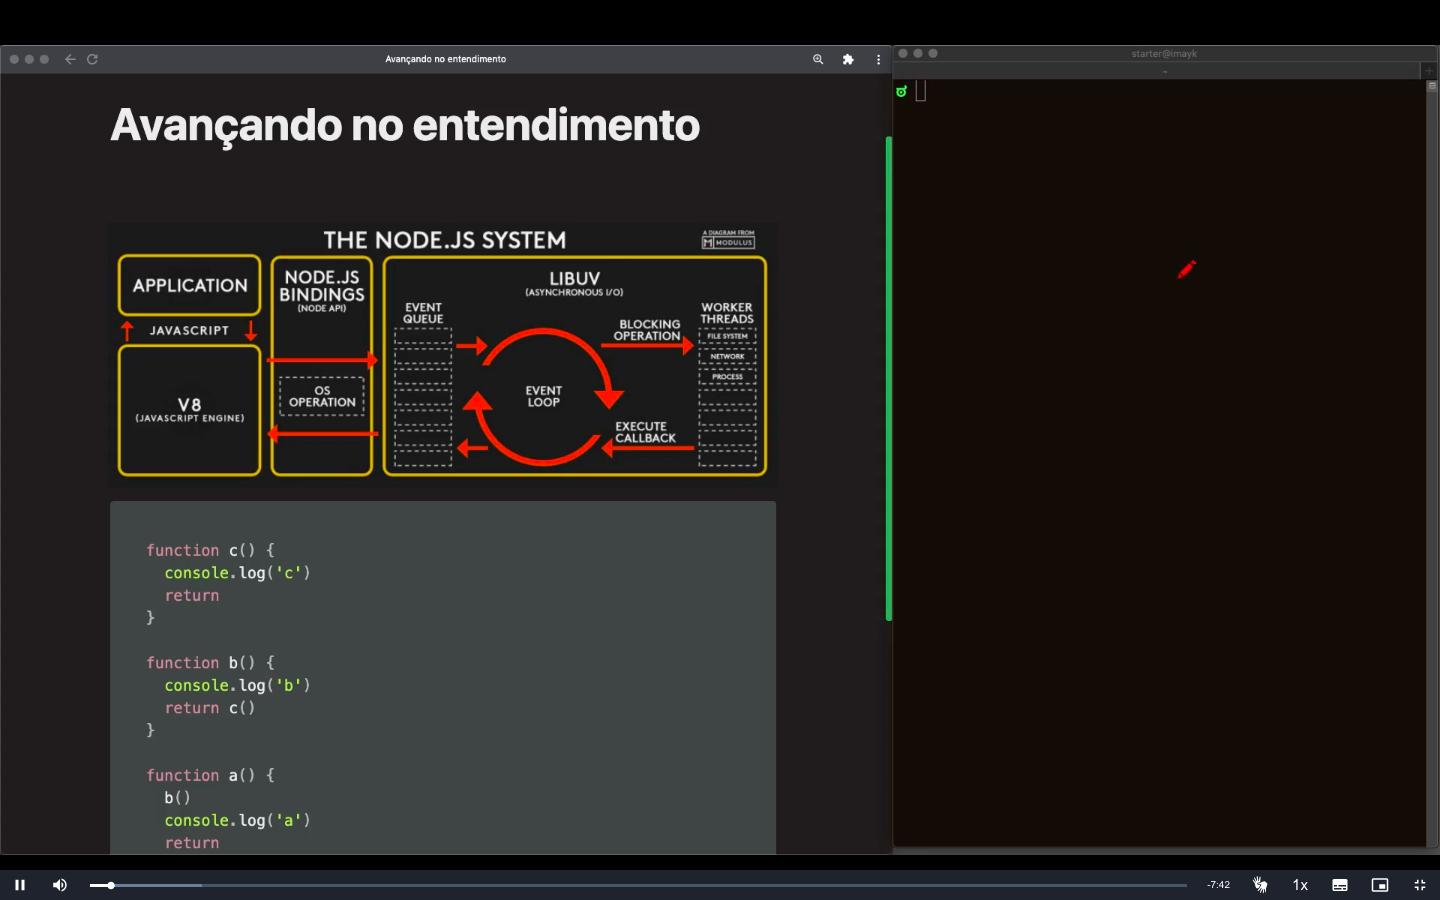 Avançando no entendimento
starter@imayk
~
Avançando no entendimento
THE NODE.JS SYSTEM
A DIAGRAM FROM
M MODULUS
APPLICATION
JAVASCRIPT
V8
(JAVASCRIPT ENGINE)
NODE.JS
BINDINGS
(NODE API)
OS
OPERATION
LIBUV
(ASYNCHRONOUS I/O)
EVENT
QUEUE
EVENT
LOOP
BLOCKING
OPERATION
EXECUTE
CALLBACK
WORKER
THREADS
FILE SYSTEM
NETWORK
PROCESS
function c() {
  console.log('c')
  return
}
function b() {
  console.log('b')
  return c()
}
function a() {
  b()
  console.log('a')
  return
-7:42
1x